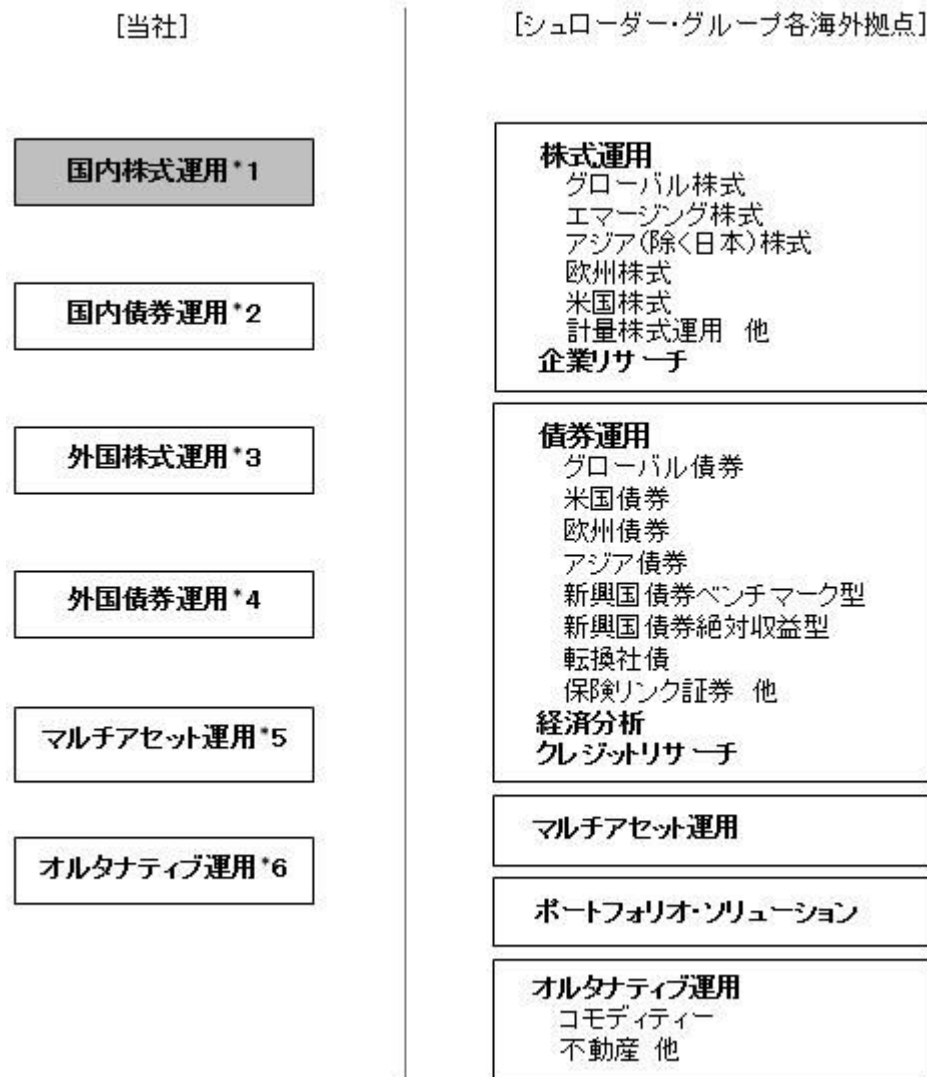 [当社]
国内株式運用*1
国内債券運用*2
外国株式運用*3
外国債券運用*4
マルチアセット運用*5
オルタナティブ運用*6
[シュローダー・グループ各海外拠点]
株式運用
グローバル株式
エマージング株式
アジア(除く日本)株式
欧州株式
米国株式
計量株式運用 他
企業リサーチ
債券運用
グローバル債券
米国債券
欧州債券
アジア債券
新興国債券ベンチマーク型
新興国債券絶対収益型
転換社債
保険リンク証券 他
経済分析
クレジットリサーチ
マルチアセット運用
ポートフォリオ・ソリューション
オルタナティブ運用
コモディティー
不動産 他